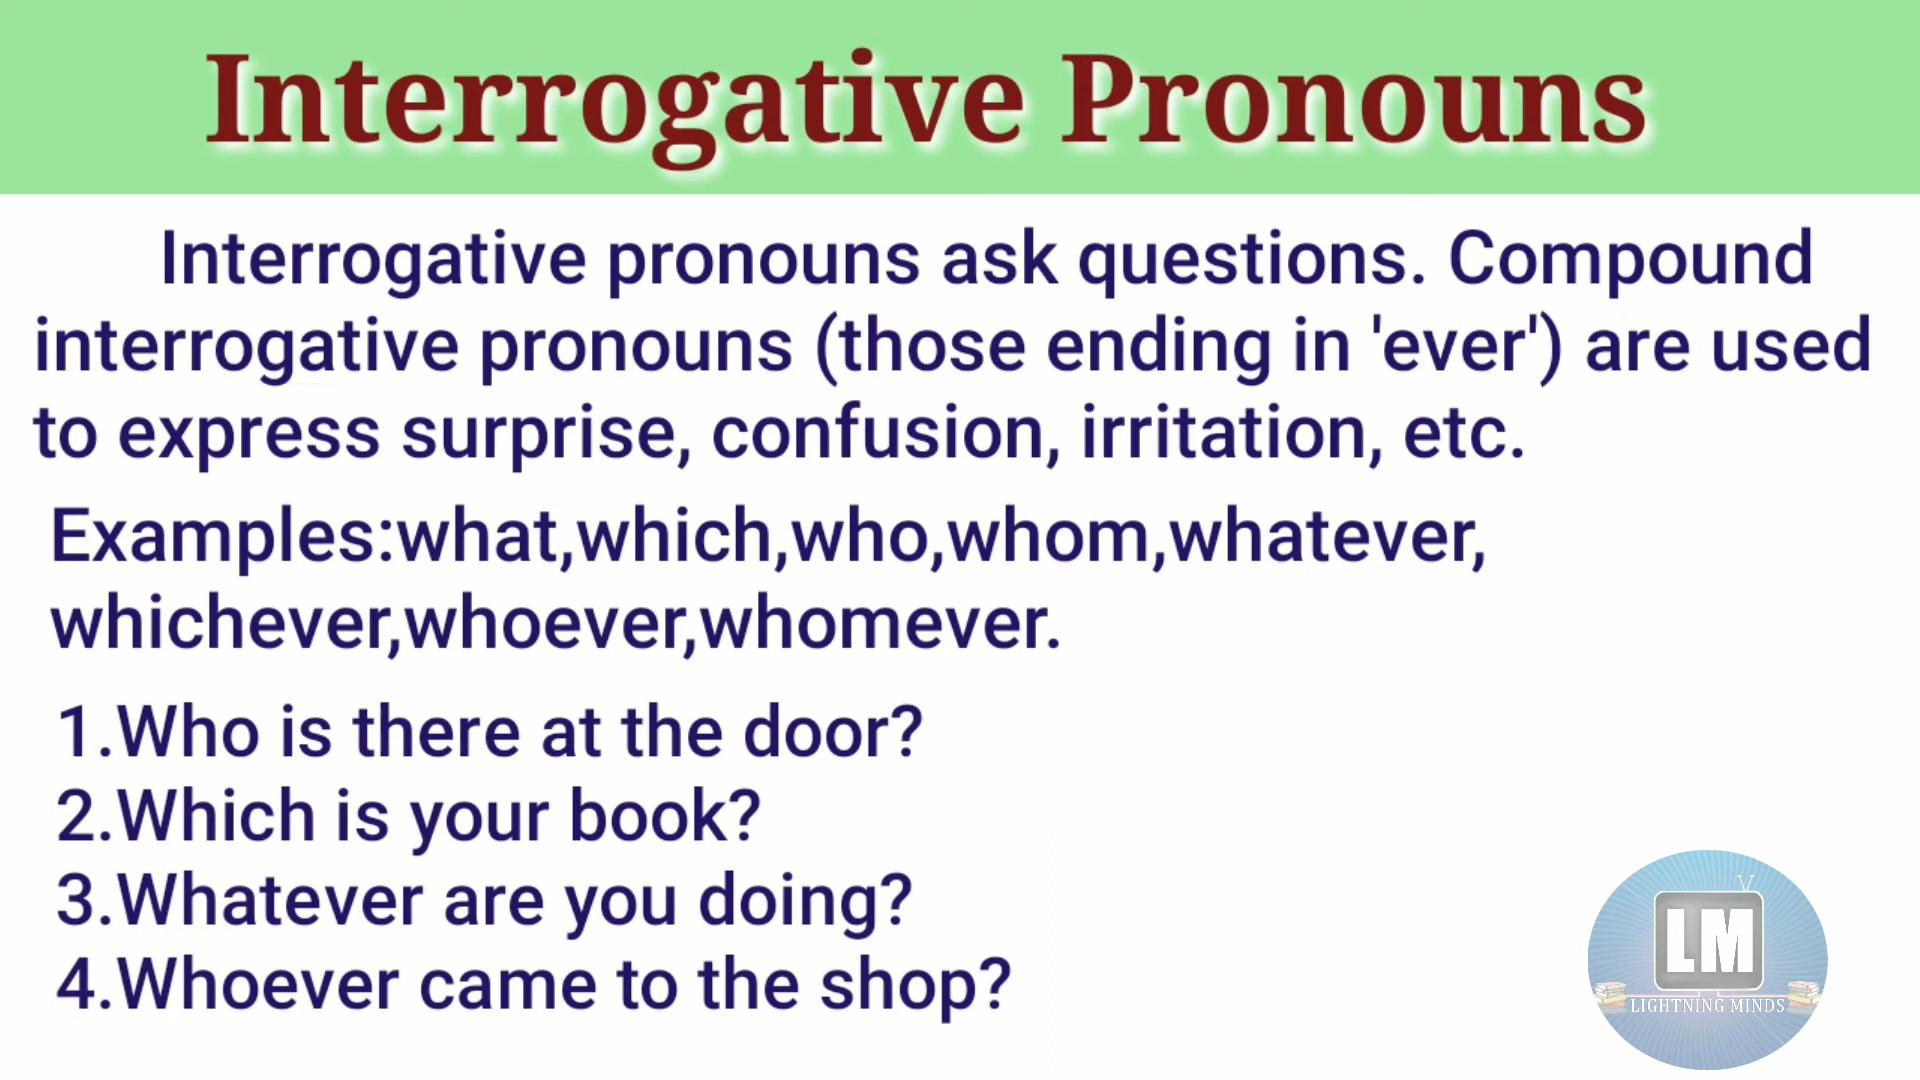 Interrogative Pronouns
Interrogative pronouns ask questions. Compound
interrogative pronouns (those ending in 'ever') are used
to express surprise, confusion, irritation, etc.
Examples:what,which,who,whom,whatever,
whichever,whoever,whomever.
1.Who is there at the door?
2.Which is your book?
3.Whatever are you doing?
4.Whoever came to the shop?
LM
LIGHTNING MINDS